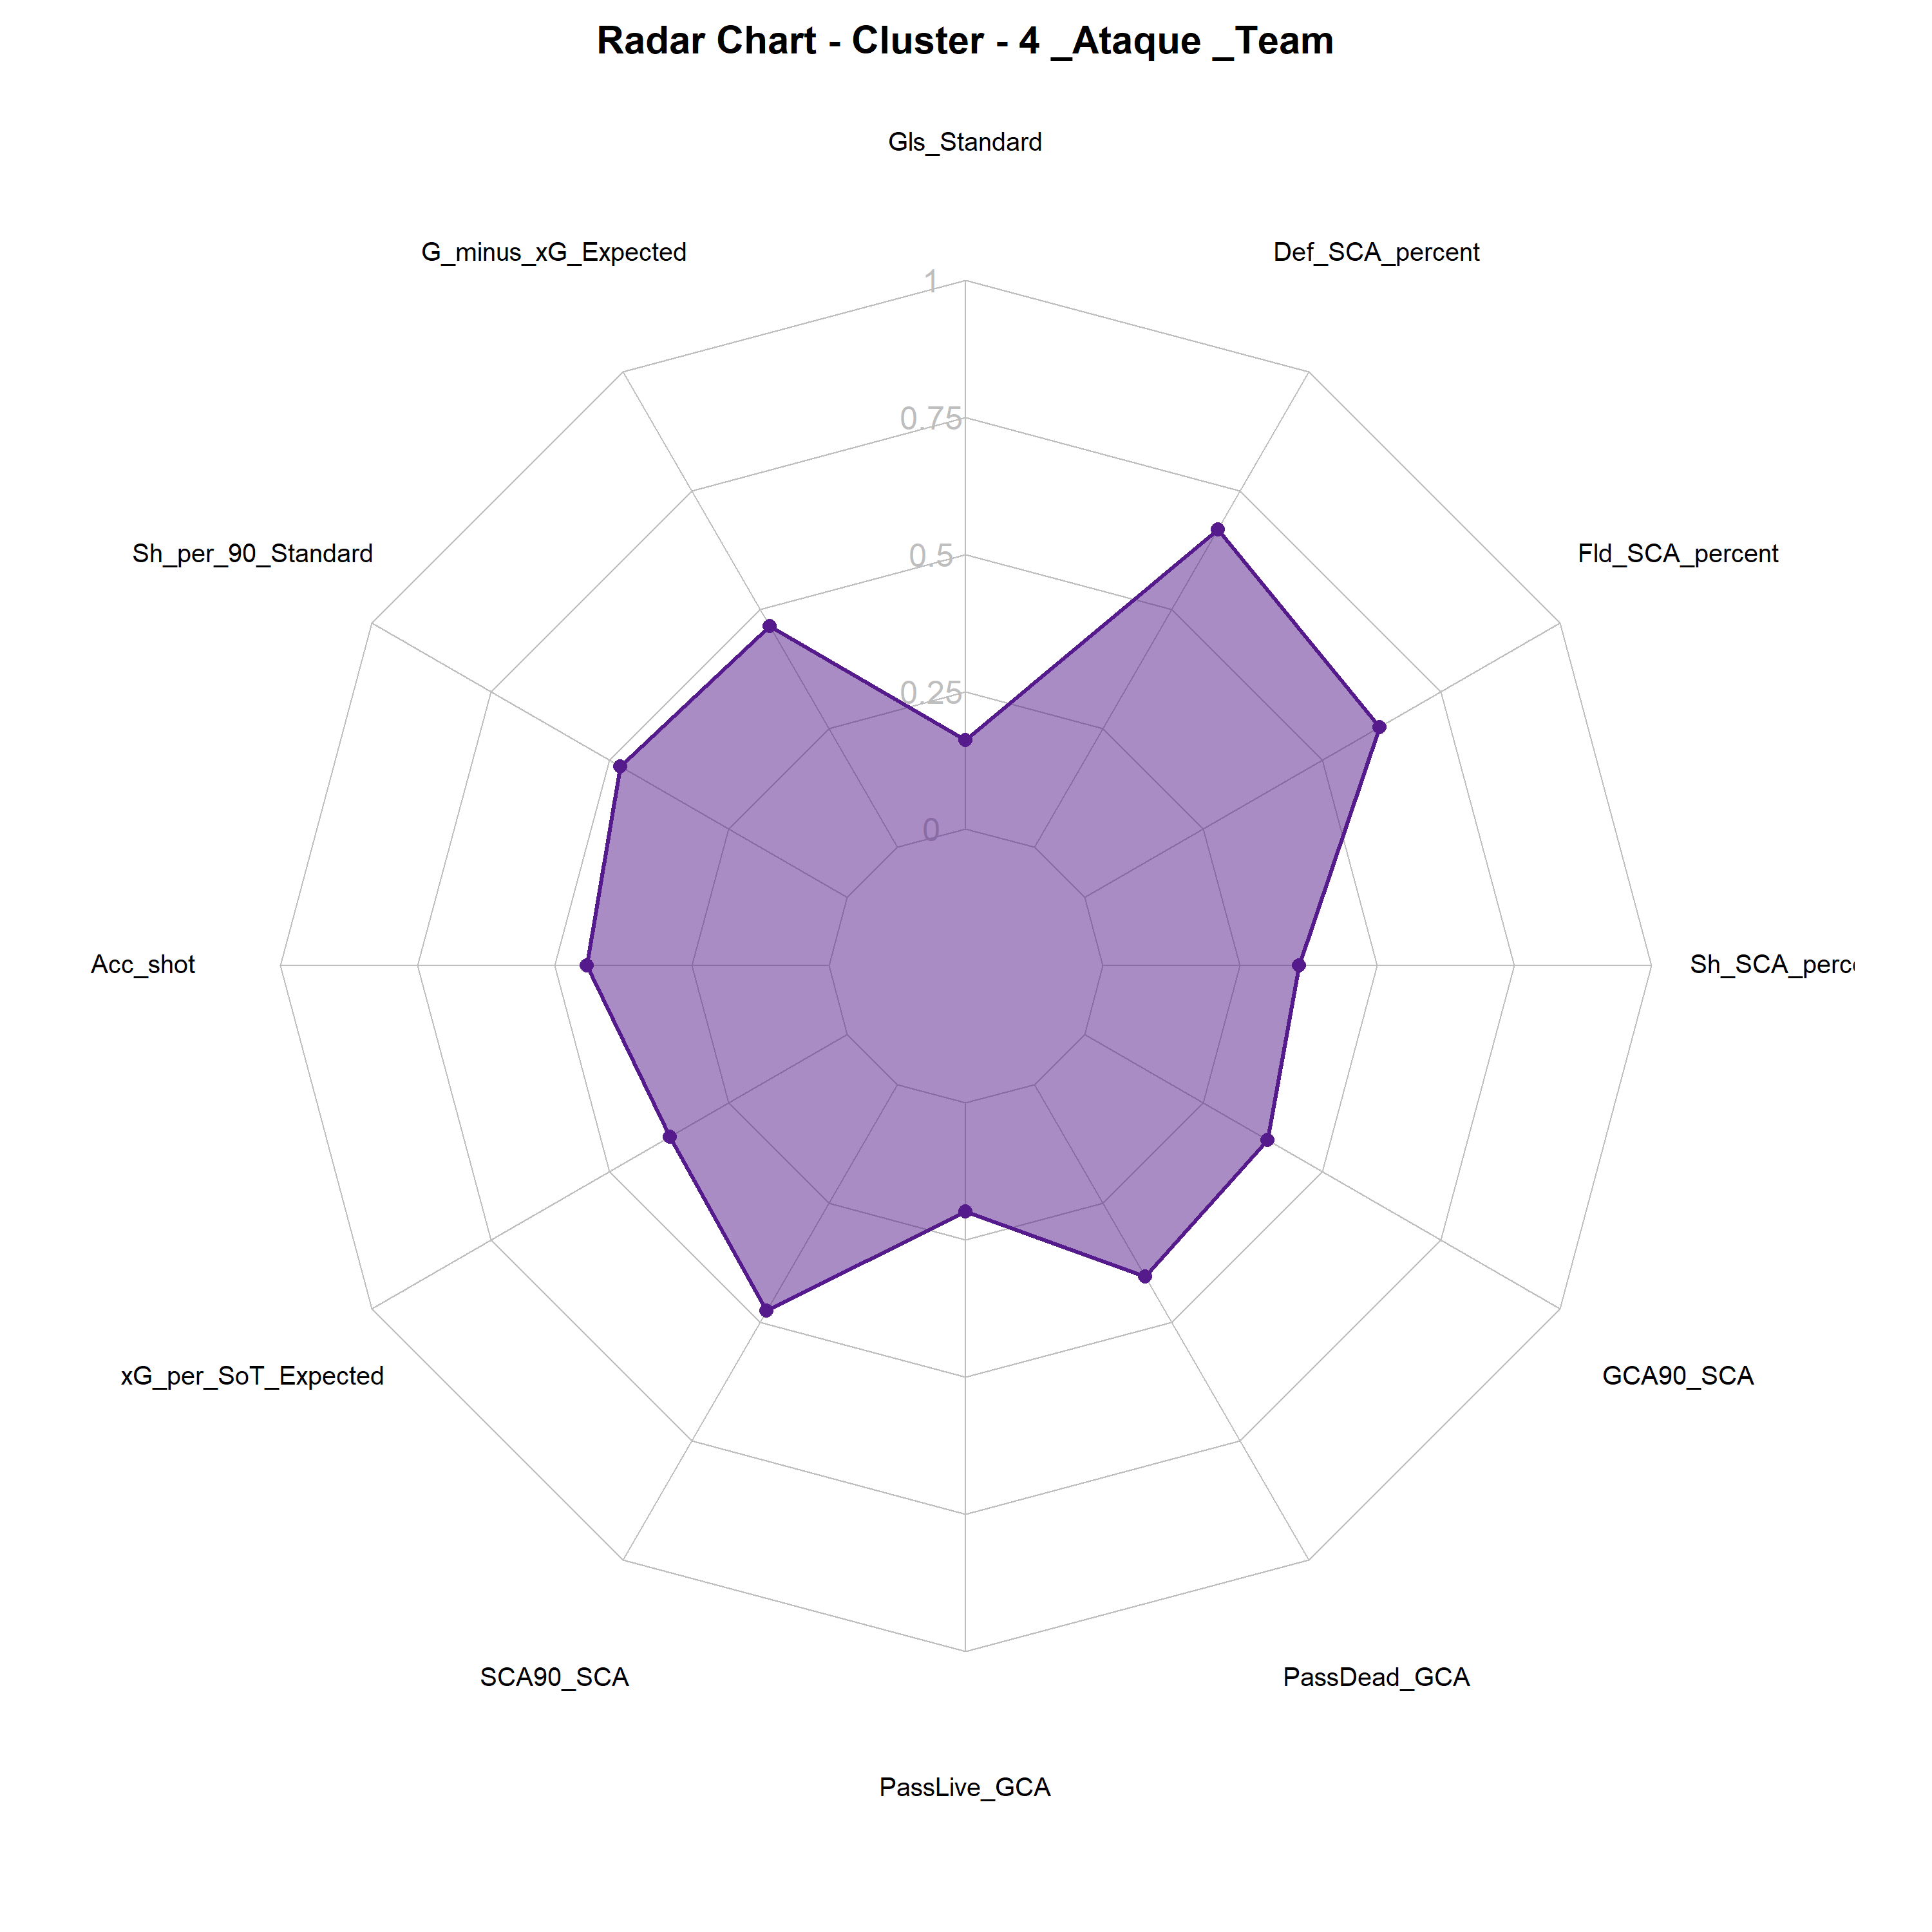 Radar Chart - Cluster - 4 _Ataque _Team
Gls_Standard
G_minus_xG_Expected
Def_SCA_percent
1
0.75
Sh_per_90_Standard
0.5
Fld_SCA_percent
0.25
0
Acc_shot
Sh_SCA_perc
xG_per_SoT_Expected
GCA90_SCA
SCA90_SCA
PassDead_GCA
PassLive_GCA